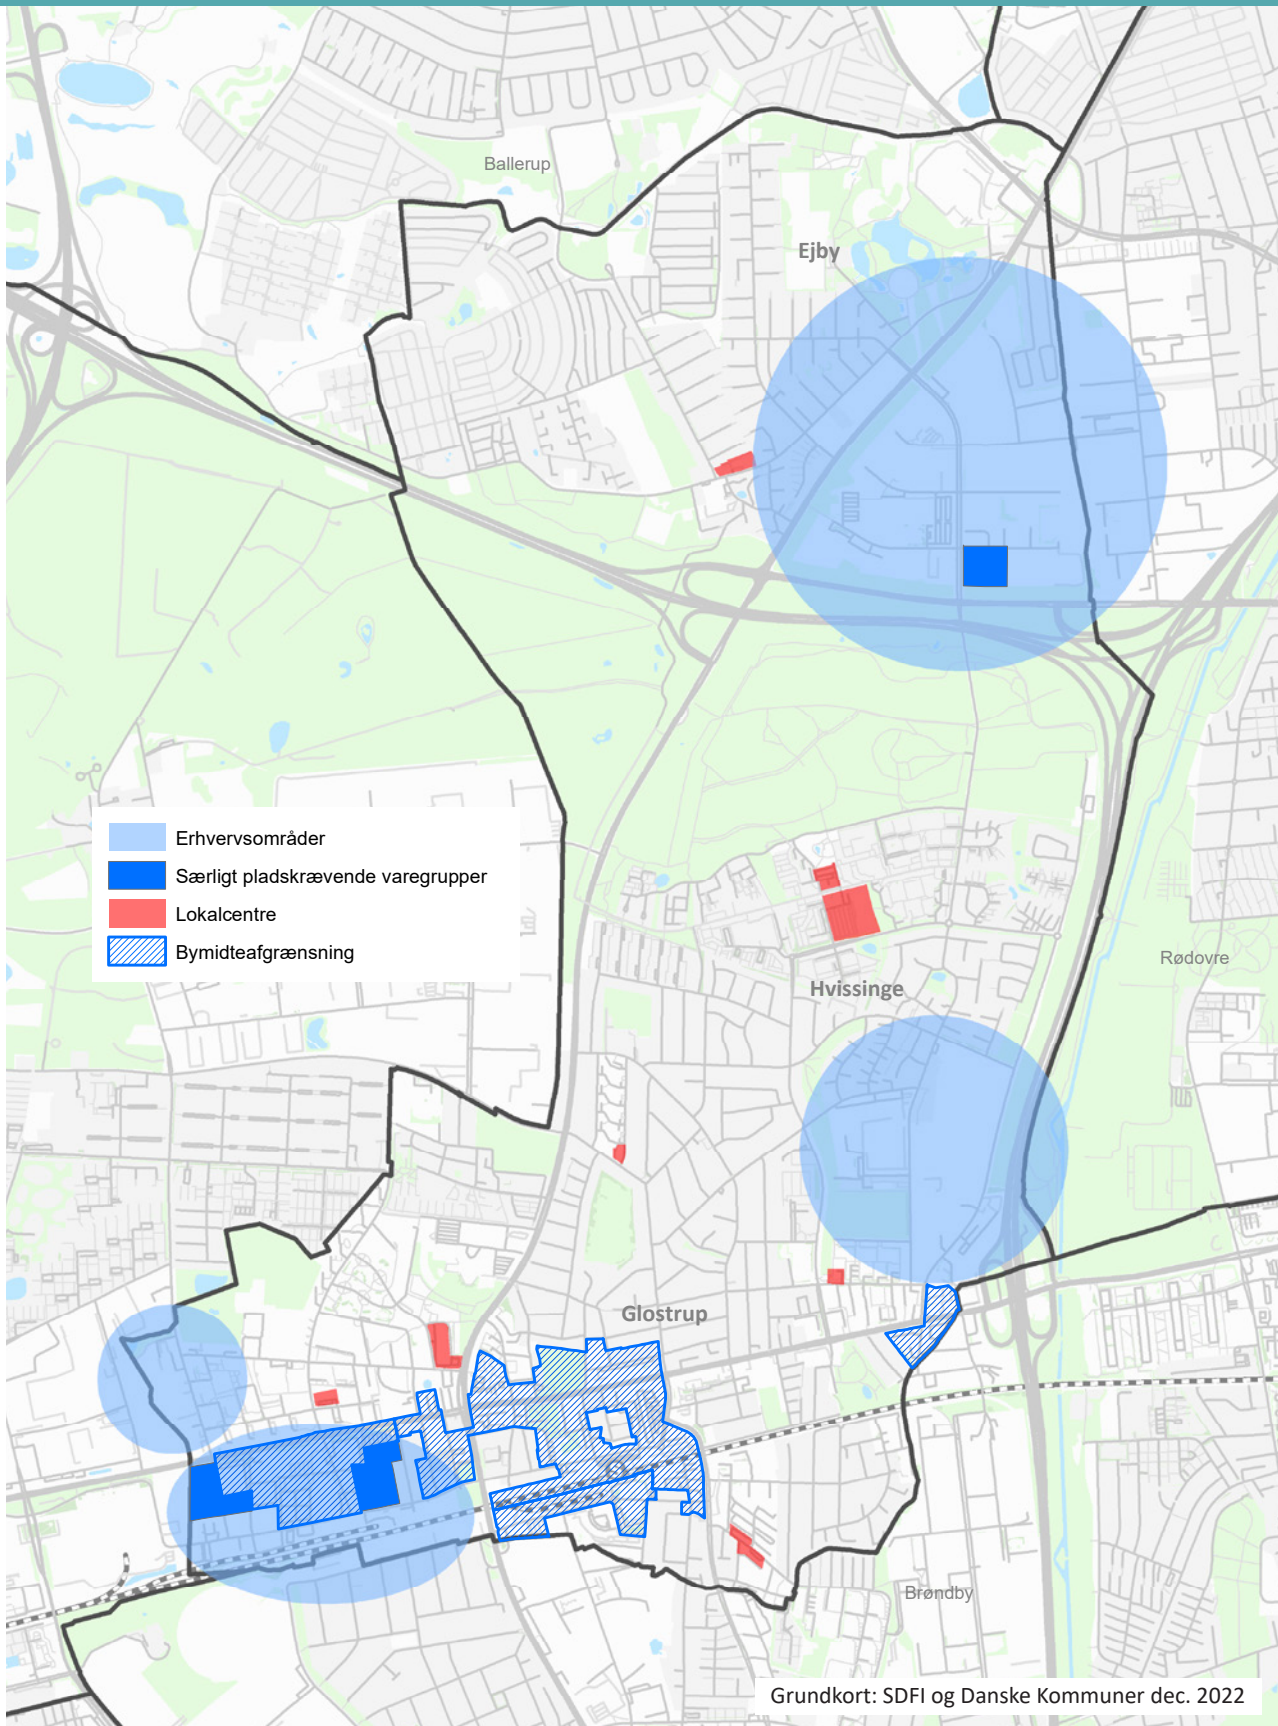 Ballerup
Ejby
Erhvervsområder
Særligt pladskrævende varegrupper
Lokalcentre
Bymidteafgrænsning
Rødovre
Hvissinge
Glostrup
Brøndby
Grundkort: SDFI og Danske Kommuner dec. 2022